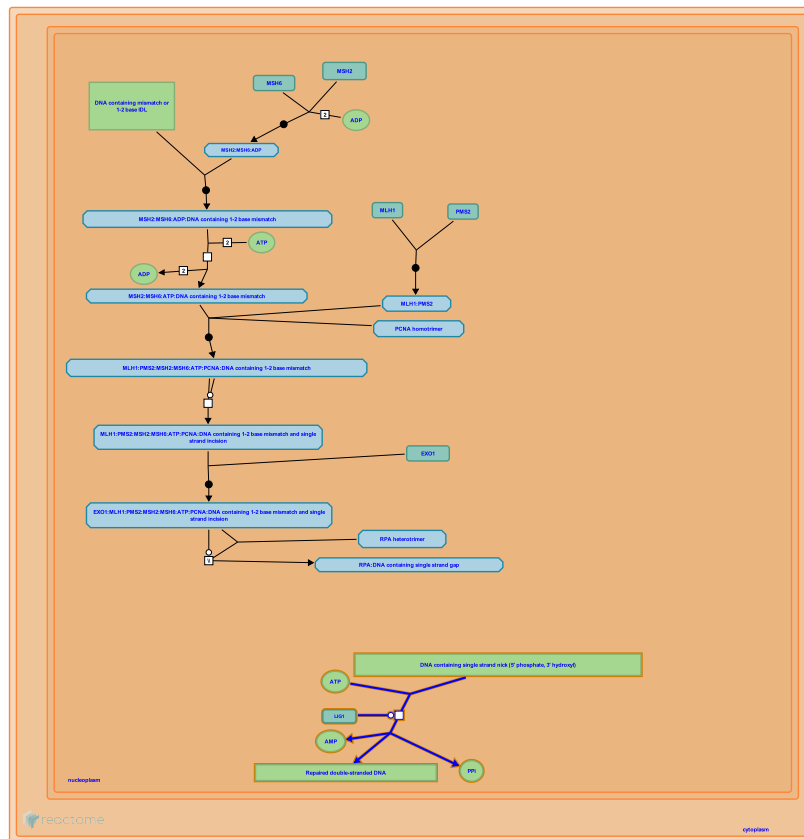 MSH2
MSH6
DNA containing mismatch or
1-2 base IDL
2
ADP
MSH2:MSH6:ADP
MLH1
PMS2
MSH2:MSH6:ADP:DNA containing 1-2 base mismatch
2
ATP
ADP
2
MSH2:MSH6:ATP:DNA containing 1-2 base mismatch
MLH1:PMS2
PCNA homotrimer
MLH1:PMS2:MSH2:MSH6:ATP:PCNA:DNA containing 1-2 base mismatch
MLH1:PMS2:MSH2:MSH6:ATP:PCNA:DNA containing 1-2 base mismatch and single
strand incision
EXO1
EXO1:MLH1:PMS2:MSH2:MSH6:ATP:PCNA:DNA containing 1-2 base mismatch and single
strand incision
RPA heterotrimer
?
RPA:DNA containing single strand gap
DNA containing single strand nick (5' phosphate, 3' hydroxyl)
ATP
LIG1
AMP
Repaired double-stranded DNA
PPi
nucleoplasm
reactome
cytoplasm